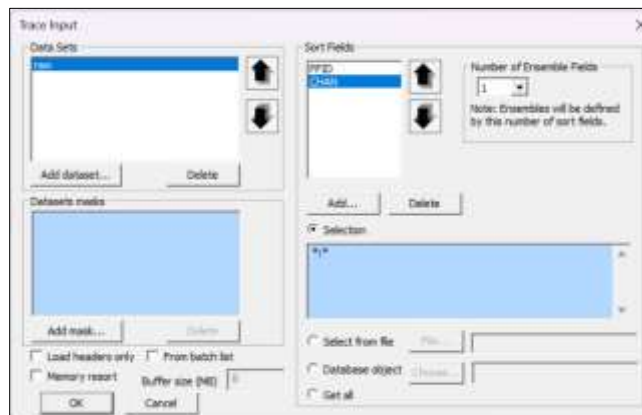 Trace Input
Data Sets
raw
Add dataset...
Delete
Datasets masks
Add mask...
Delete
Load headers only
From batch list
Memory resort
Buffer size (MB)
OK
Cancel
Sort Fields
FFID
CHAN
Number of Ensemble Fields
1
Note: Ensembles will be defined
by this number of sort fields.
Add...
Delete
Selection
Select from file
File...
Database object
Choose...
Get all